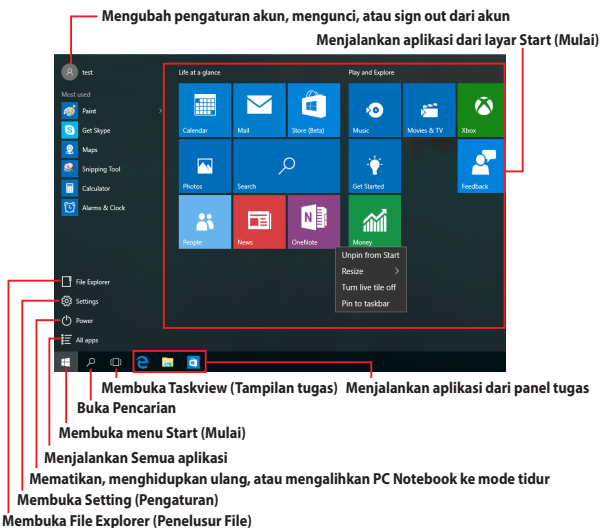 Mengubah pengaturan akun, mengunci, atau sign out dari akun
Menjalankan aplikasi dari layar Start (Mulai)
test
Life at a glance
Play and Explore
Most used
Paint
Get Skype
Maps
Snipping Tool
Calculator
Alarms & Clock
Calendar
Mail
Store (Beta)
Music
Movies & TV
Xbox
Photos
Search
Get Started
Feedback
People
News
OneNote
Money
Unpin from Start
Resize
Turn live tile off
Pin to taskbar
File Explorer
Settings
Power
All apps
Membuka Taskview (Tampilan tugas)
Menjalankan aplikasi dari panel tugas
Buka Pencarian
Membuka menu Start (Mulai)
Menjalankan Semua aplikasi
Mematikan, menghidupkan ulang, atau mengalihkan PC Notebook ke mode tidur
Membuka Setting (Pengaturan)
Membuka File Explorer (Penelusur File)